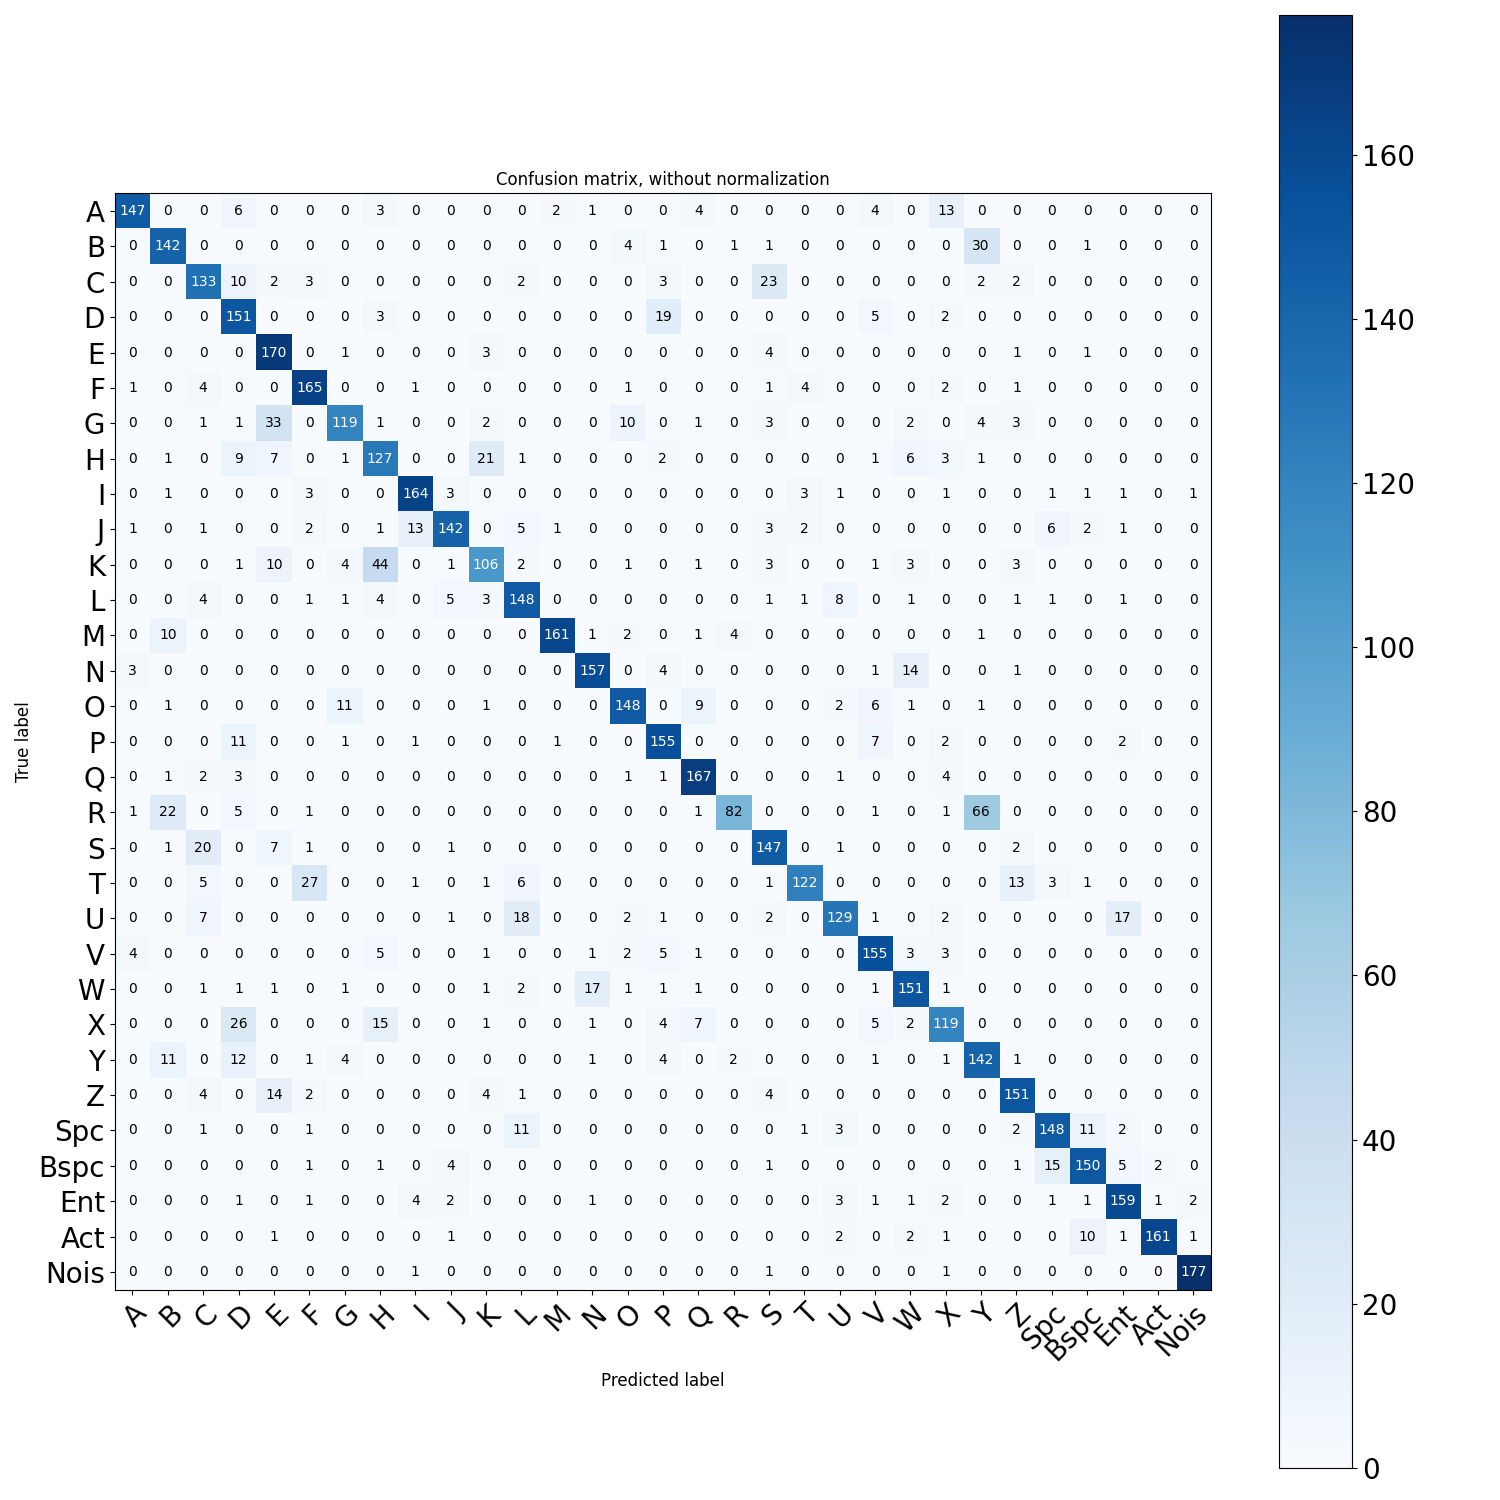 Confusion matrix, without normalization
A 147 0 0 6 0 0 0 3 0 0 0 0 2 1 0 0 4 0 0 0 0 4 0 13 0 0 0 0 0 0 0
B 0 142 0 0 0 0 0 0 0 0 0 0 0 0 4 1 0 1 1 0 0 0 0 0 30 0 0 1 0 0 0
C 0 0 133 10 2 3 0 0 0 0 0 2 0 0 0 3 0 0 23 0 0 0 0 0 2 2 0 0 0 0 0
D 0 0 0 151 0 0 0 3 0 0 0 0 0 0 0 19 0 0 0 0 0 5 0 2 0 0 0 0 0 0 0
E 0 0 0 0 170 0 1 0 0 0 3 0 0 0 0 0 0 0 4 0 0 0 0 0 0 1 0 1 0 0 0
F 1 0 4 0 0 165 0 0 1 0 0 0 0 0 1 0 0 0 1 4 0 0 0 2 0 1 0 0 0 0 0
G 0 0 1 1 33 0 119 1 0 0 2 0 0 0 10 0 1 0 3 0 0 0 2 0 4 3 0 0 0 0 0
H 0 1 0 9 7 0 1 127 0 0 21 1 0 0 0 2 0 0 0 0 0 1 6 3 1 0 0 0 0 0 0
I 0 1 0 0 0 3 0 0 164 3 0 0 0 0 0 0 0 0 0 3 1 0 0 1 0 0 1 1 1 0 1
J 1 0 1 0 0 2 0 1 13 142 0 5 1 0 0 0 0 0 3 2 0 0 0 0 0 0 6 2 1 0 0
K 0 0 0 1 10 0 4 44 0 1 106 2 0 0 1 0 1 0 3 0 0 1 3 0 0 3 0 0 0 0 0
L 0 0 4 0 0 1 1 4 0 5 3 148 0 0 0 0 0 0 1 1 8 0 1 0 0 1 1 0 1 0 0
M 0 10 0 0 0 0 0 0 0 0 0 0 161 1 2 0 1 4 0 0 0 0 0 0 1 0 0 0 0 0 0
N 3 0 0 0 0 0 0 0 0 0 0 0 0 157 0 4 0 0 0 0 0 1 14 0 0 1 0 0 0 0 0
O 0 1 0 0 0 0 11 0 0 0 1 0 0 0 148 0 9 0 0 0 2 6 1 0 1 0 0 0 0 0 0
P 0 0 0 11 0 0 1 0 1 0 0 0 1 0 0 155 0 0 0 0 0 7 0 2 0 0 0 0 2 0 0
Q 0 1 2 3 0 0 0 0 0 0 0 0 0 0 1 1 167 0 0 0 1 0 0 4 0 0 0 0 0 0 0
R 1 22 0 5 0 1 0 0 0 0 0 0 0 0 0 0 1 82 0 0 0 1 0 1 66 0 0 0 0 0 0
S 0 1 20 0 7 1 0 0 0 1 0 0 0 0 0 0 0 0 147 0 1 0 0 0 0 2 0 0 0 0 0
T 0 0 5 0 0 27 0 0 1 0 1 6 0 0 0 0 0 0 1 122 0 0 0 0 0 13 3 1 0 0 0
U 0 0 7 0 0 0 0 0 0 1 0 18 0 0 2 1 0 0 2 0 129 1 0 2 0 0 0 0 17 0 0
V 4 0 0 0 0 0 0 5 0 0 1 0 0 1 2 5 1 0 0 0 0 155 3 3 0 0 0 0 0 0 0
W 0 0 1 1 1 0 1 0 0 0 1 2 0 17 1 1 1 0 0 0 0 1 151 1 0 0 0 0 0 0 0
X 0 0 0 26 0 0 0 15 0 0 1 0 0 1 0 4 7 0 0 0 0 5 2 119 0 0 0 0 0 0 0
Y 0 11 0 12 0 1 4 0 0 0 0 0 0 1 0 4 0 2 0 0 0 1 0 1 142 1 0 0 0 0 0
Z 0 0 4 0 14 2 0 0 0 0 4 1 0 0 0 0 0 0 4 0 0 0 0 0 0 151 0 0 0 0 0
Spc 0 0 1 0 0 1 0 0 0 0 0 11 0 0 0 0 0 0 0 1 3 0 0 0 0 2 148 11 2 0 0
Bspc 0 0 0 0 0 1 0 1 0 4 0 0 0 0 0 0 0 0 1 0 0 0 0 0 0 1 15 150 5 2 0
Ent 0 0 0 1 0 1 0 0 4 2 0 0 0 1 0 0 0 0 0 0 3 1 1 2 0 0 1 1 159 1 2
Act 0 0 0 0 1 0 0 0 0 1 0 0 0 0 0 0 0 0 0 0 2 0 2 1 0 0 0 10 1 161 1
Nois 0 0 0 0 0 0 0 0 1 0 0 0 0 0 0 0 0 0 1 0 0 0 0 1 0 0 0 0 0 0 177
A B C D E F G H I J K L M N O P Q R S T U V W X Y Z Spc Bspc Ent Act Nois
Predicted label
True label
160
140
120
100
80
60
40
20
0